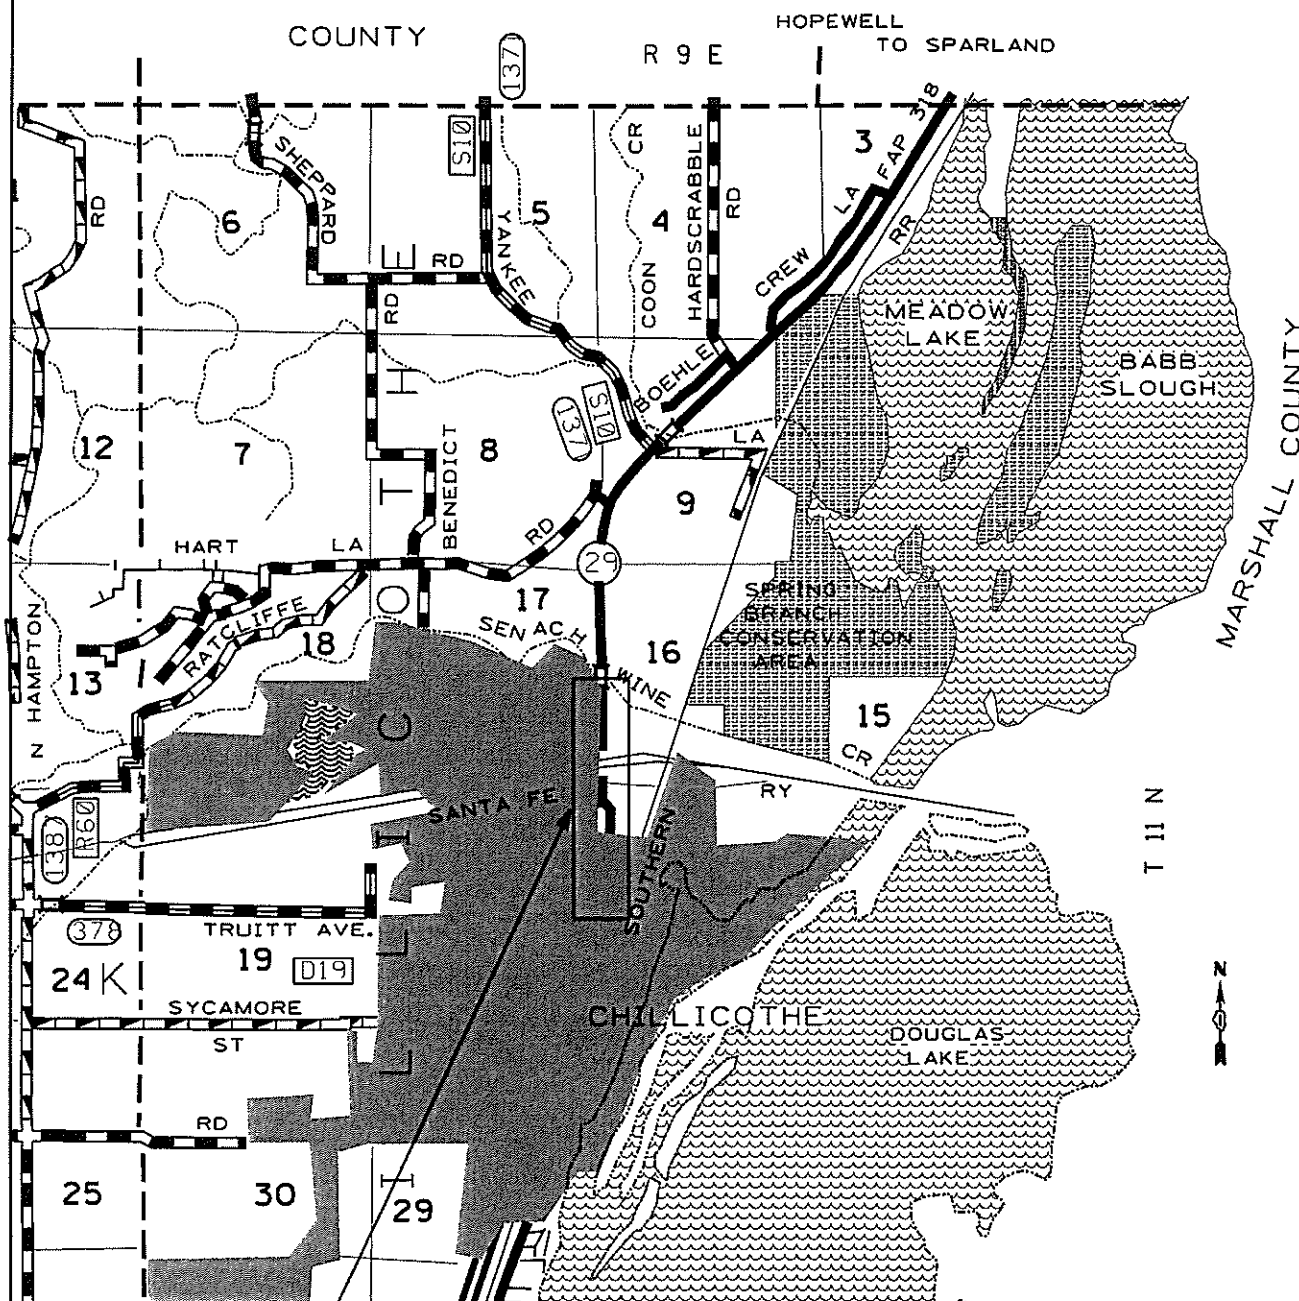 HOPEWELL
TO SPARLAND
COUNTY
R 9 E
137
S10
SHEPPARD
RD
RD
6
5
YANKEE
4
COON
CR
HARDSCRABBLE
RD
3
FAP 318
CREW LA
RR
RD
RD
MEADOW
LAKE
BABB
SLOUGH
MARSHALL COUNTY
BOEHLE
LA
137
S10
12
7
8
9
BENEDICT
HART LA
RD
29
17
SENACHWINE
CR
16
SPRING
BRANCH
CONSERVATION
AREA
15
N HAMPTON
13
RATCLIFFE
18
CHILLICOTHE
SANTA FE
RY
SOUTHERN
T 11 N
138
R60
TRUITT AVE.
378
19
D19
24
K
SYCAMORE
ST
CHILLICOTHE
DOUGLAS
LAKE
N
RD
25
30
29